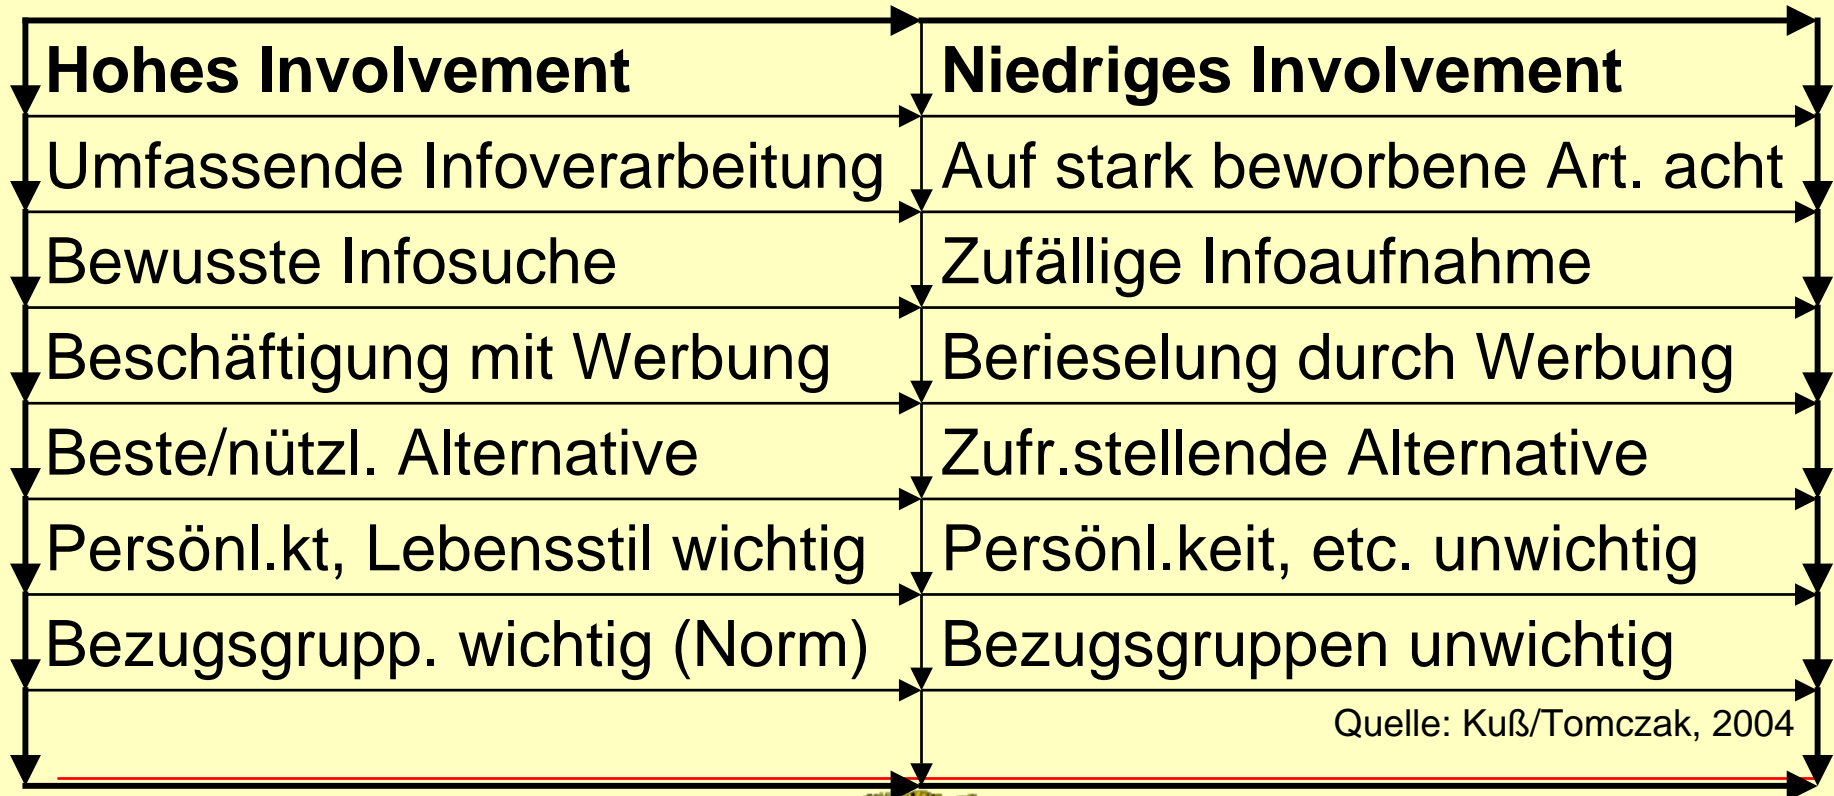 Hohes Involvement
Niedriges Involvement
Umfassende Infoverarbeitung
Auf stark beworbene Art. acht
Bewusste Infosuche
Zufällige Infoaufnahme
Beschäftigung mit Werbung
Berieselung durch Werbung
Beste/nützl. Alternative
Zufr.stellende Alternative
Persönl.kt, Lebensstil wichtig
Persönl.keit, etc. unwichtig
Bezugsgrupp. wichtig (Norm)
Bezugsgruppen unwichtig
Quelle: Kuß/Tomczak, 2004